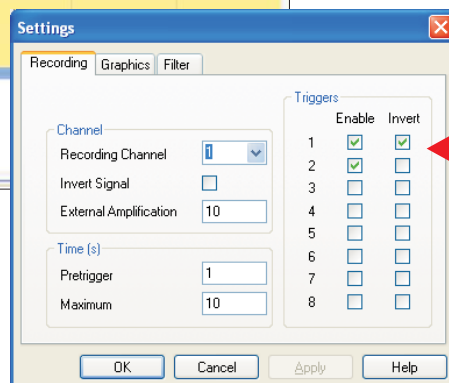 Settings
Recording Graphics Filter
Channel
Recording Channel 1
Invert Signal
External Amplification 10
Time (s)
Pretrigger 1
Maximum 10
Triggers
Enable Invert
1
2
3
4
5
6
7
8
OK Cancel Apply Help